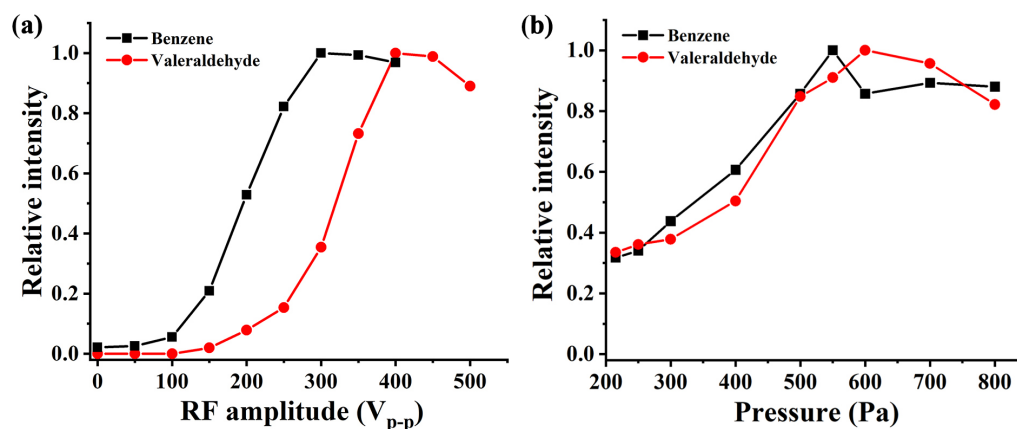 (a)
Benzene
Valeraldehyde
Relative intensity
1.0
0.8
0.6
0.4
0.2
0.0
0 100 200 300 400 500
RF amplitude (Vp-p)
(b)
Benzene
Valeraldehyde
Relative intensity
1.0
0.8
0.6
0.4
0.2
0.0
200 300 400 500 600 700 800
Pressure (Pa)